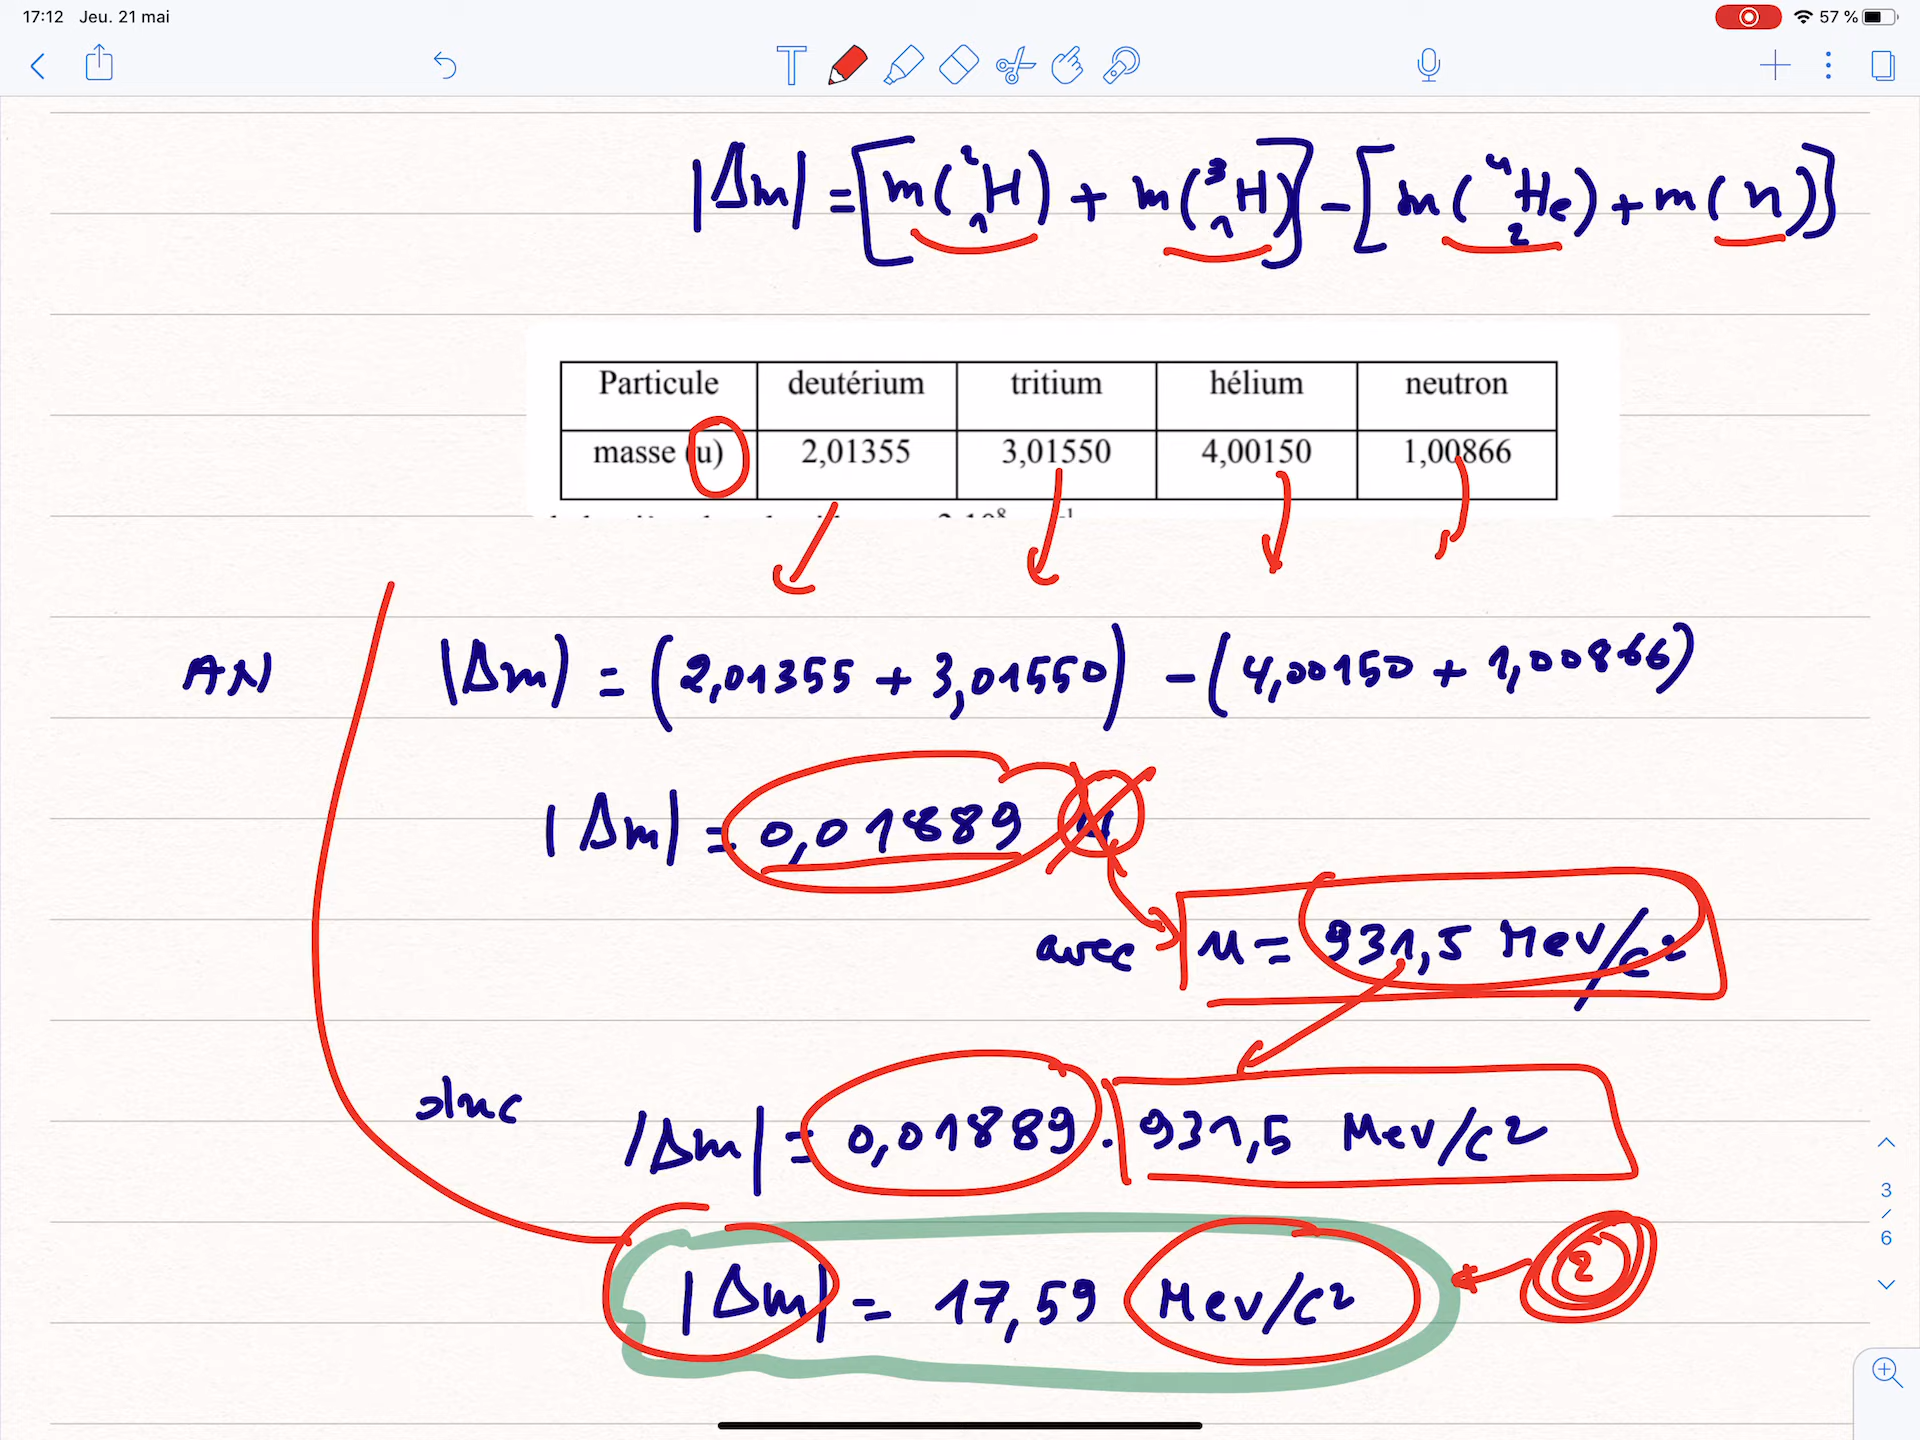 17:12 Jeu. 21 mai 57 %
|Δm| = [m(²₁H) + m(³₁H)] - [m(⁴₂He) + m(n)]
Particule deutérium tritium hélium neutron
masse (u) 2,01355 3,01550 4,00150 1,00866
AN |Δm| = (2,01355 + 3,01550) - (4,00150 + 1,00866)
|Δm| = 0,01889 u
avec u = 931,5 Mev/c²
donc |Δm| = 0,01889 . 931,5 Mev/c²
3
/
6
|Δm| = 17,59 Mev/c² 2